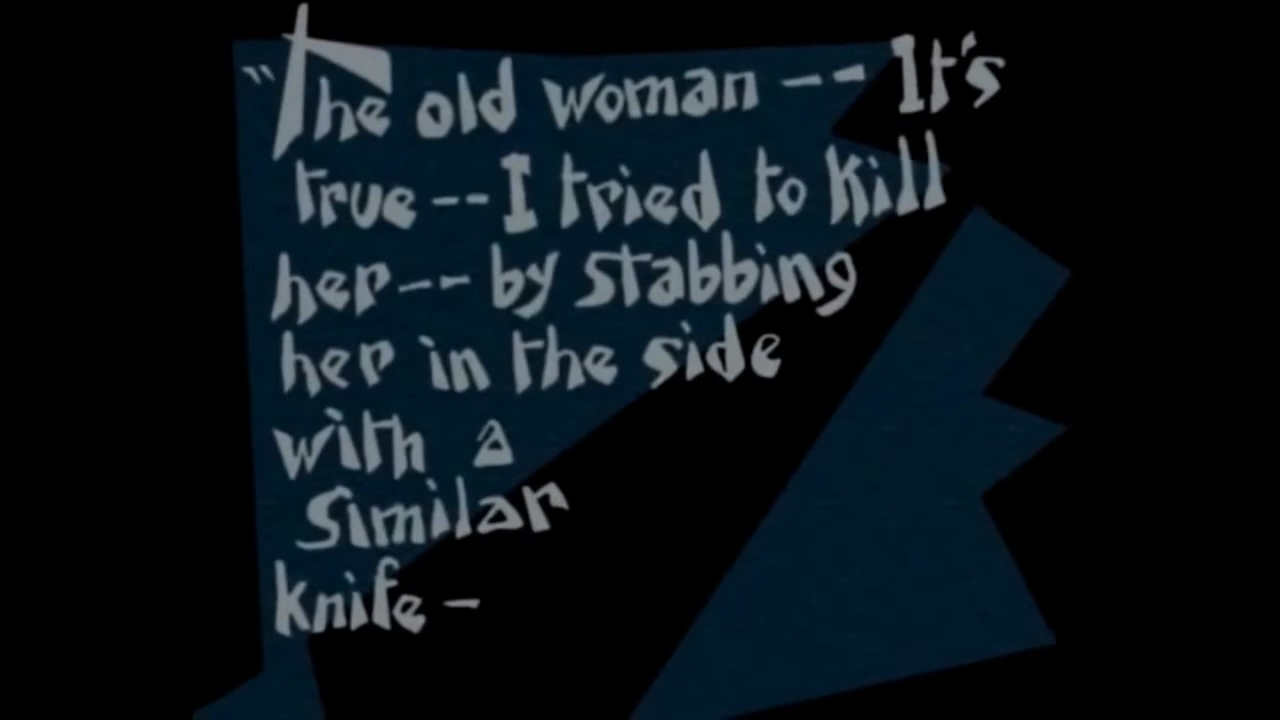 "The old woman -- It's
true -- I tried to kill
her -- by stabbing
her in the side
with a
similar
knife -